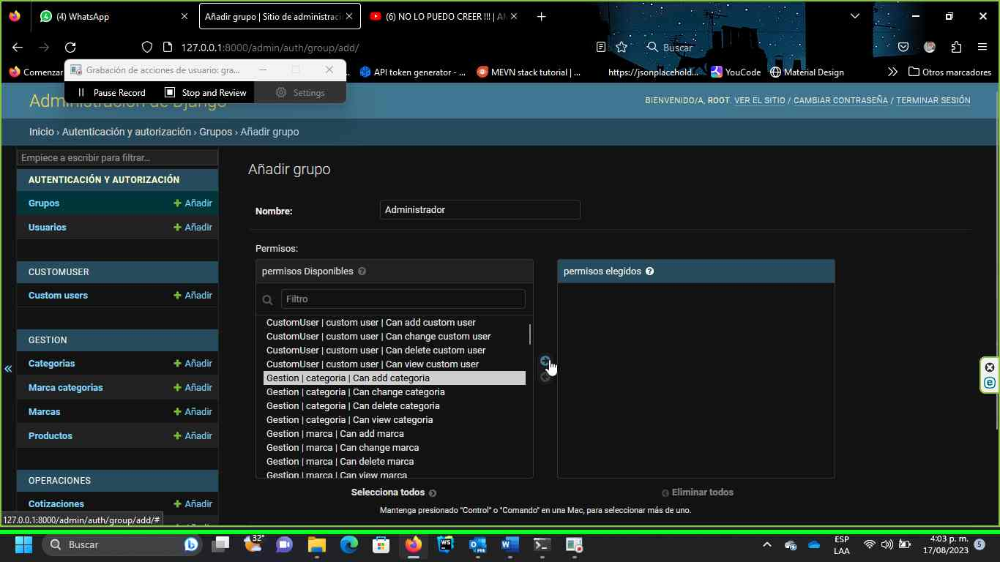 (4) WhatsApp
Añadir grupo | Sitio de administraci
(6) NO LO PUEDO CREER !!! | Al
127.0.0.1:8000/admin/auth/group/add/
Buscar
Comenzar
Grabación de acciones de usuario: gra...
API token generator - ...
MEVN stack tutorial | ...
https://jsonplacehold...
YouCode
Material Design
Otros marcadores
Pause Record
Stop and Review
Settings
Administración de Django
BIENVENIDO/A, ROOT. VER EL SITIO / CAMBIAR CONTRASEÑA / TERMINAR SESIÓN
Inicio › Autenticación y autorización › Grupos › Añadir grupo
Empiece a escribir para filtrar...
AUTENTICACIÓN Y AUTORIZACIÓN
Grupos + Añadir
Usuarios + Añadir
CUSTOMUSER
Custom users + Añadir
GESTION
Categorias + Añadir
Marca categorias + Añadir
Marcas + Añadir
Productos + Añadir
OPERACIONES
Cotizaciones + Añadir
127.0.0.1:8000/admin/auth/group/add/#
Añadir grupo
Nombre: Administrador
Permisos:
permisos Disponibles ?
Filtro
CustomUser | custom user | Can add custom user
CustomUser | custom user | Can change custom user
CustomUser | custom user | Can delete custom user
CustomUser | custom user | Can view custom user
Gestion | categoria | Can add categoria
Gestion | categoria | Can change categoria
Gestion | categoria | Can delete categoria
Gestion | categoria | Can view categoria
Gestion | marca | Can add marca
Gestion | marca | Can change marca
Gestion | marca | Can delete marca
Gestion | marca | Can view marca
Selecciona todos
permisos elegidos ?
Eliminar todos
Mantenga presionado "Control" o "Comando" en una Mac, para seleccionar más de uno.
Buscar
32°
WS
PRE
W
ESP
LAA
4:03 p. m.
17/08/2023
5